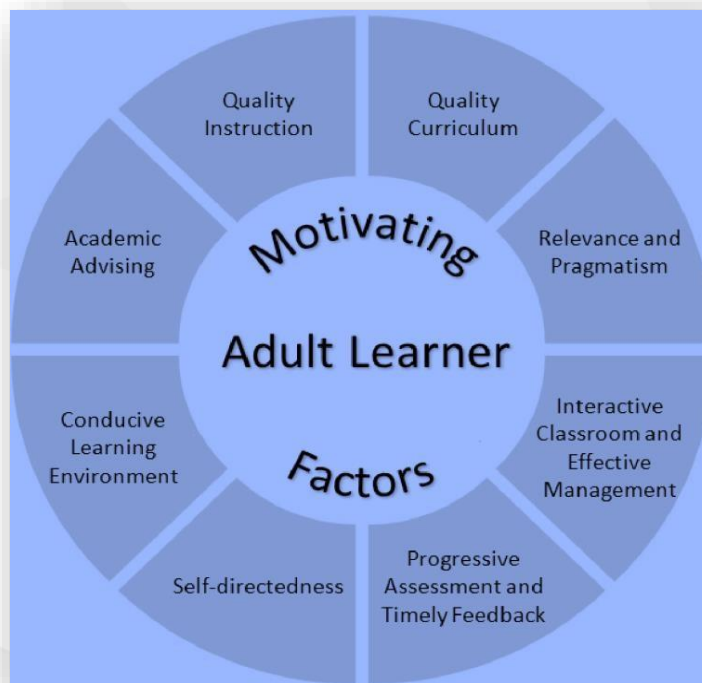 Quality
Instruction
Quality
Curriculum
Academic
Advising
Motivating
Relevance and
Pragmatism
Adult Learner
Conducive
Learning
Environment
Interactive
Classroom and
Effective
Management
Factors
Self-directedness
Progressive
Assessment and
Timely Feedback